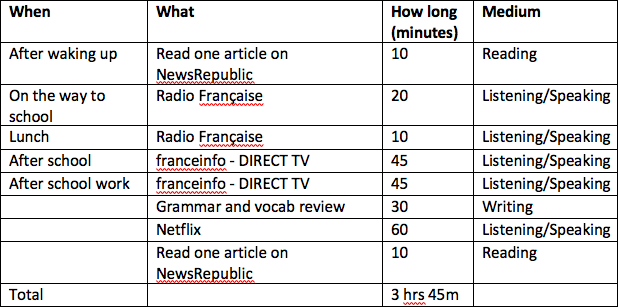 When What How long Medium
(minutes)
After waking up Read one article on 10 Reading
NewsRepublic
On the way to Radio Française 20 Listening/Speaking
school
Lunch Radio Française 10 Listening/Speaking
After school franceinfo - DIRECT TV 45 Listening/Speaking
After school work franceinfo - DIRECT TV 45 Listening/Speaking
Grammar and vocab review 30 Writing
Netflix 60 Listening/Speaking
Read one article on 10 Reading
NewsRepublic
Total 3 hrs 45m